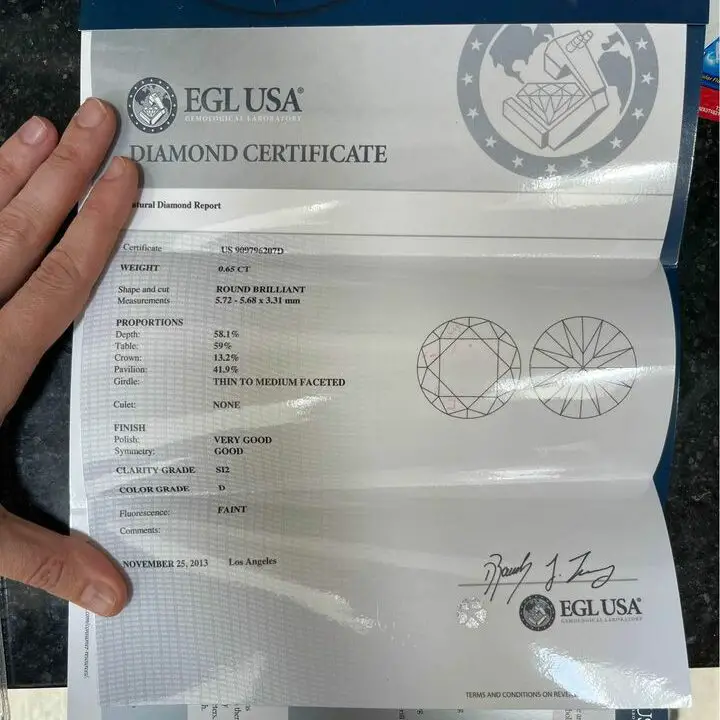 EGL USA®
GEMOLOGICAL LABORATORY
DIAMOND CERTIFICATE
atural Diamond Report
Certificate US 909796207D
WEIGHT 0.65 CT
Shape and cut ROUND BRILLIANT
Measurements 5.72 - 5.68 x 3.31 mm
PROPORTIONS
Depth: 58.1%
Table: 59%
Crown: 13.2%
Pavilion: 41.9%
Girdle: THIN TO MEDIUM FACETED
Culet: NONE
FINISH
Polish: VERY GOOD
Symmetry: GOOD
CLARITY GRADE SI2
COLOR GRADE D
Fluorescence: FAINT
Comments:
NOVEMBER 25, 2013 Los Angeles
EGL USA®
GEMOLOGICAL LABORATORY
TERMS AND CONDITIONS ON REVE